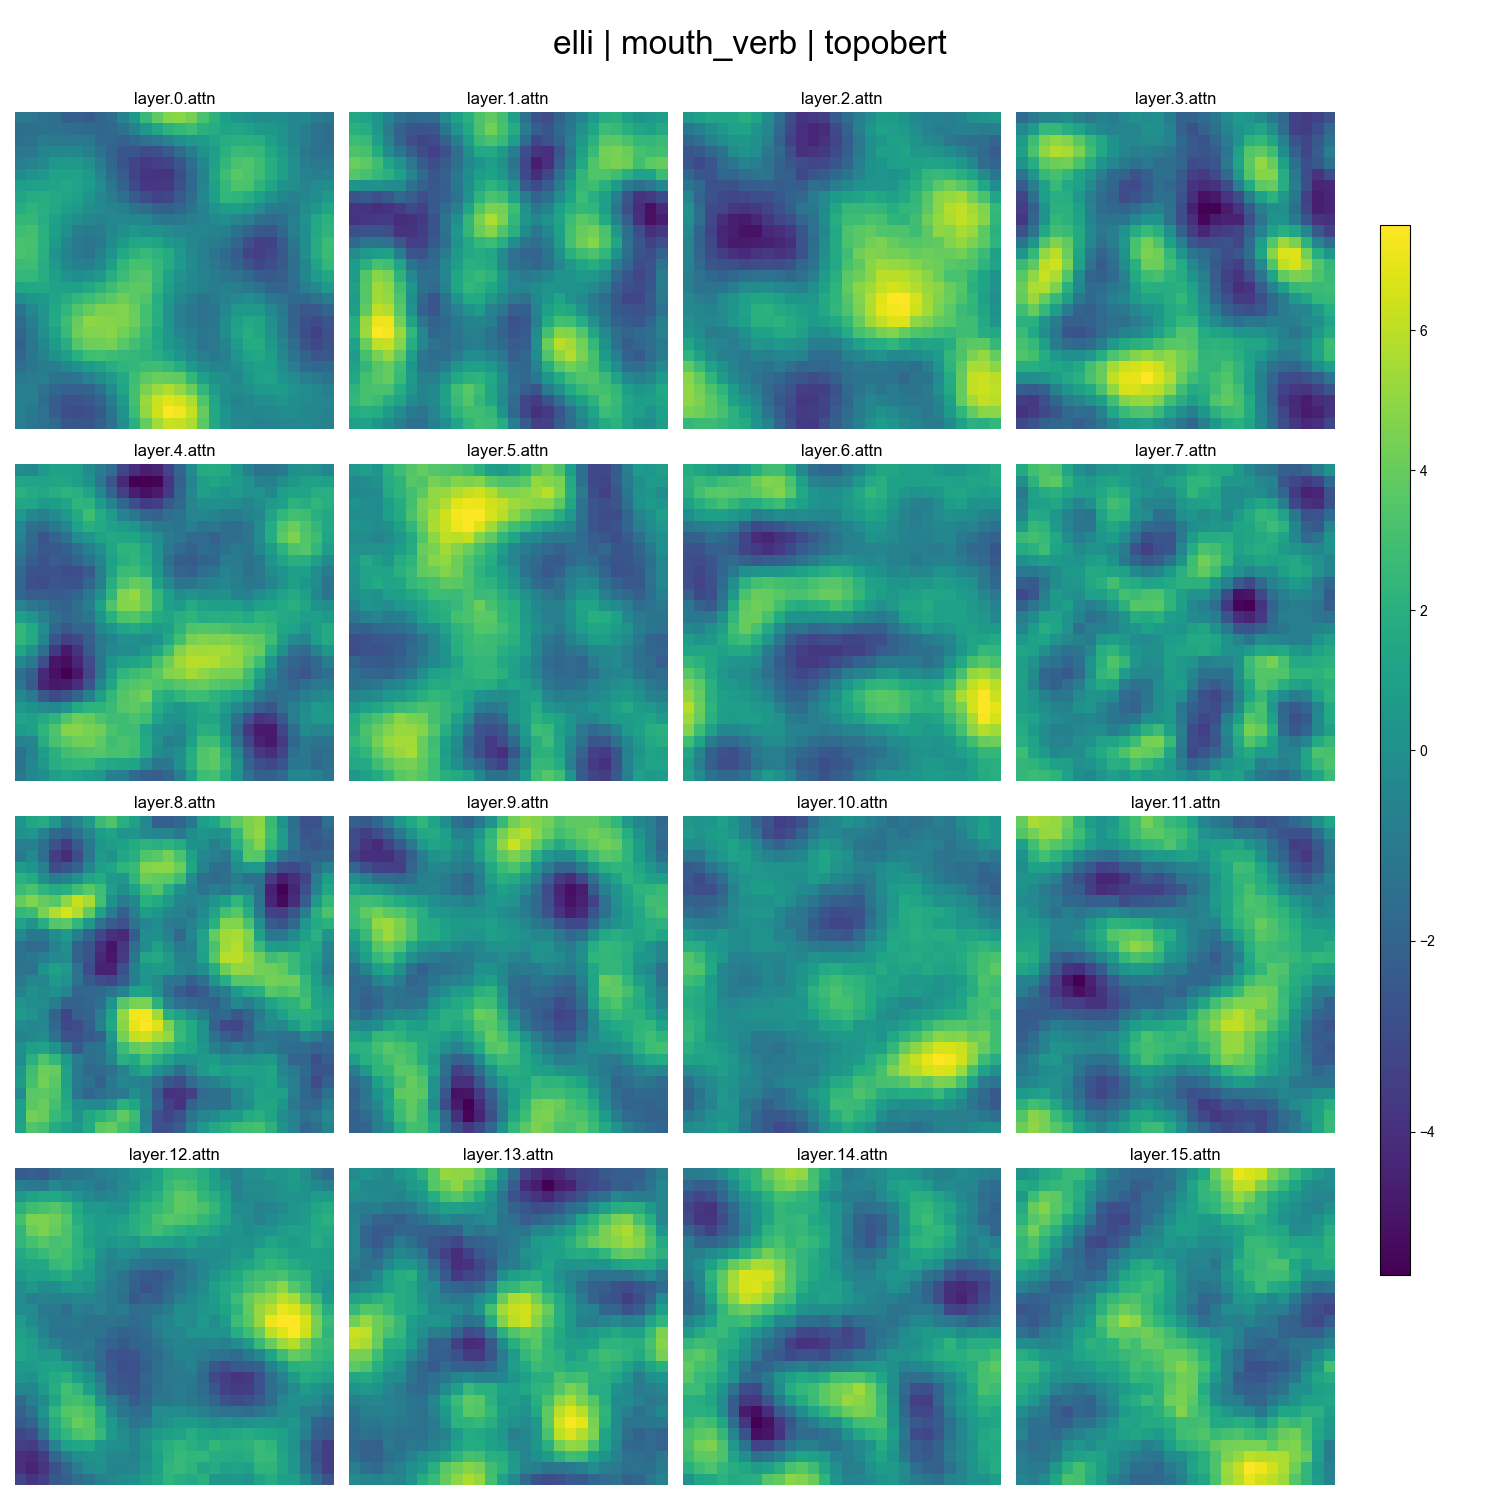 elli | mouth_verb | topobert
layer.0.attn
layer.1.attn
layer.2.attn
layer.3.attn
layer.4.attn
layer.5.attn
layer.6.attn
layer.7.attn
layer.8.attn
layer.9.attn
layer.10.attn
layer.11.attn
layer.12.attn
layer.13.attn
layer.14.attn
layer.15.attn
6
4
2
0
−2
−4